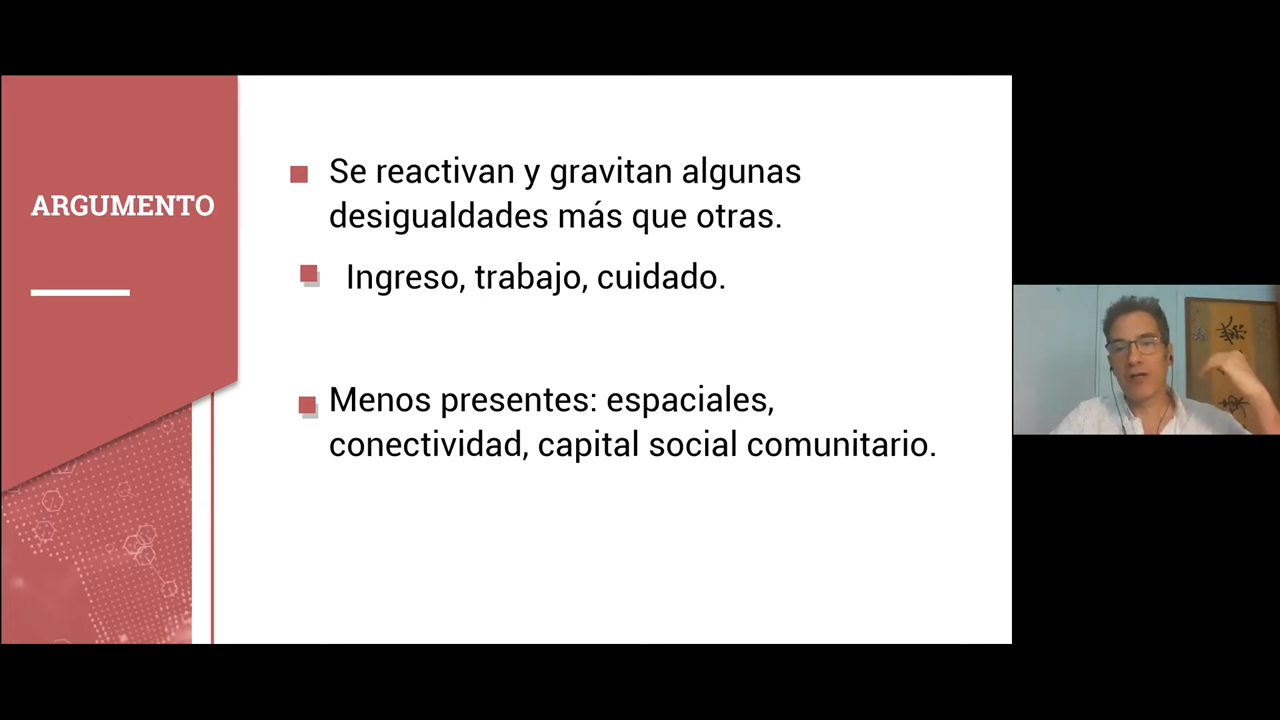 ARGUMENTO
Se reactivan y gravitan algunas
desigualdades más que otras.
Ingreso, trabajo, cuidado.
Menos presentes: espaciales,
conectividad, capital social comunitario.